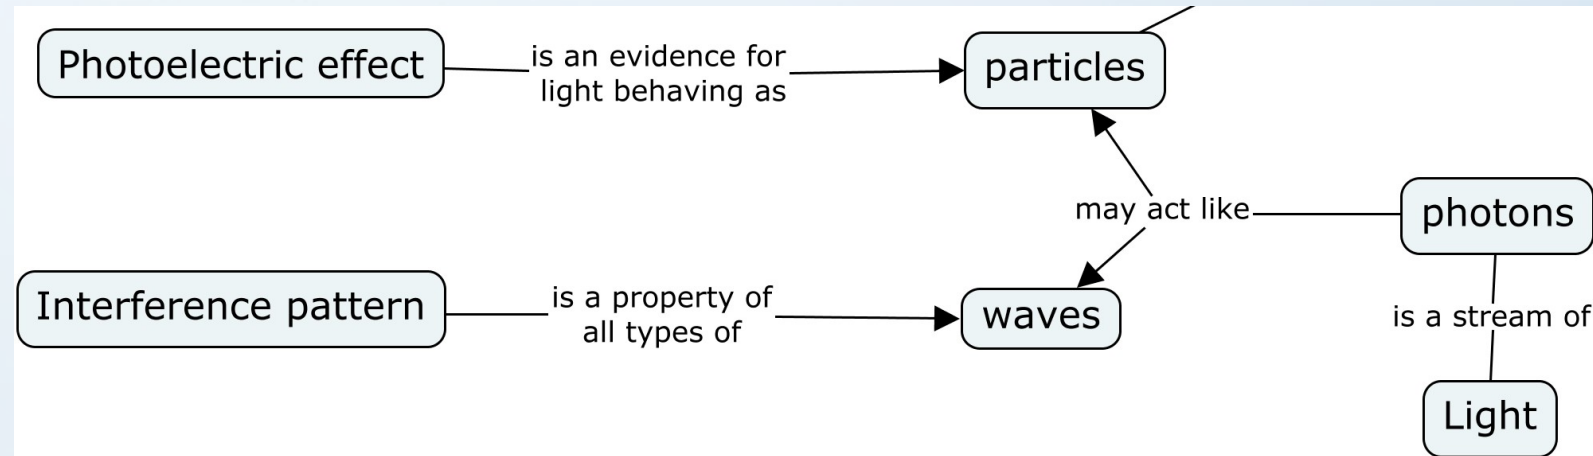 Photoelectric effect
is an evidence for
light behaving as
particles
may act like
photons
Interference pattern
is a property of
all types of
waves
is a stream of
Light